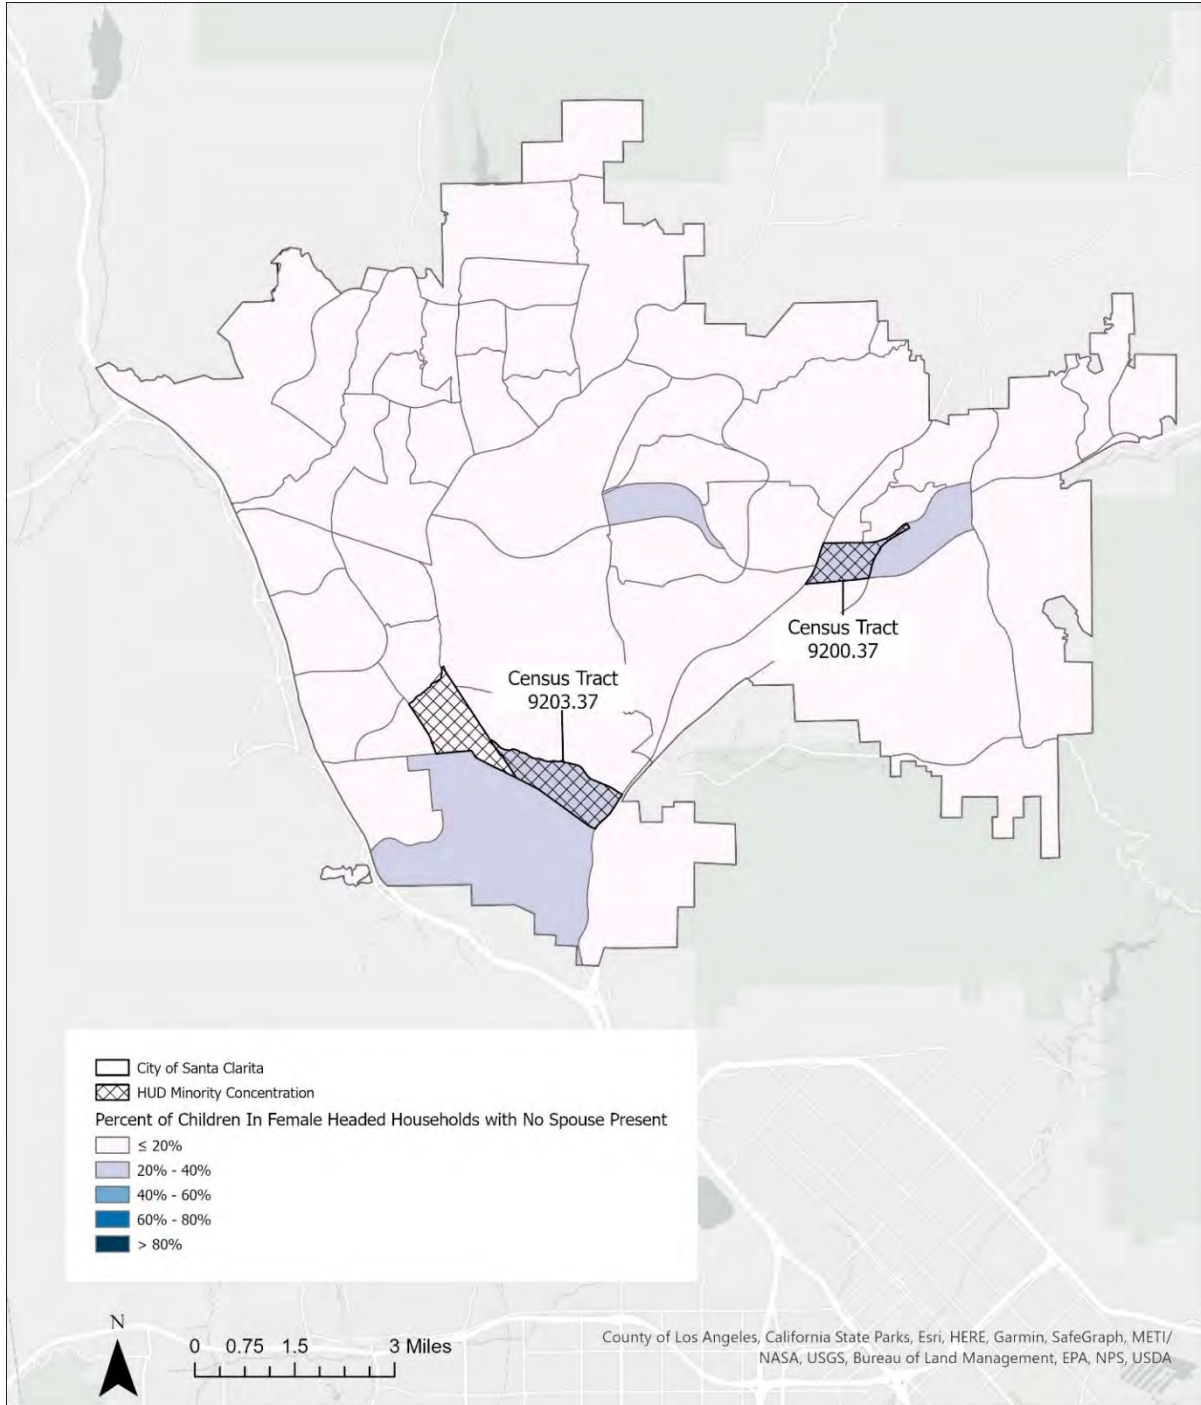 Census Tract
9200.37
Census Tract
9203.37
City of Santa Clarita
HUD Minority Concentration
Percent of Children In Female Headed Households with No Spouse Present
≤ 20%
20% - 40%
40% - 60%
60% - 80%
> 80%
N
0 0.75 1.5 3 Miles
County of Los Angeles, California State Parks, Esri, HERE, Garmin, SafeGraph, METI/
NASA, USGS, Bureau of Land Management, EPA, NPS, USDA